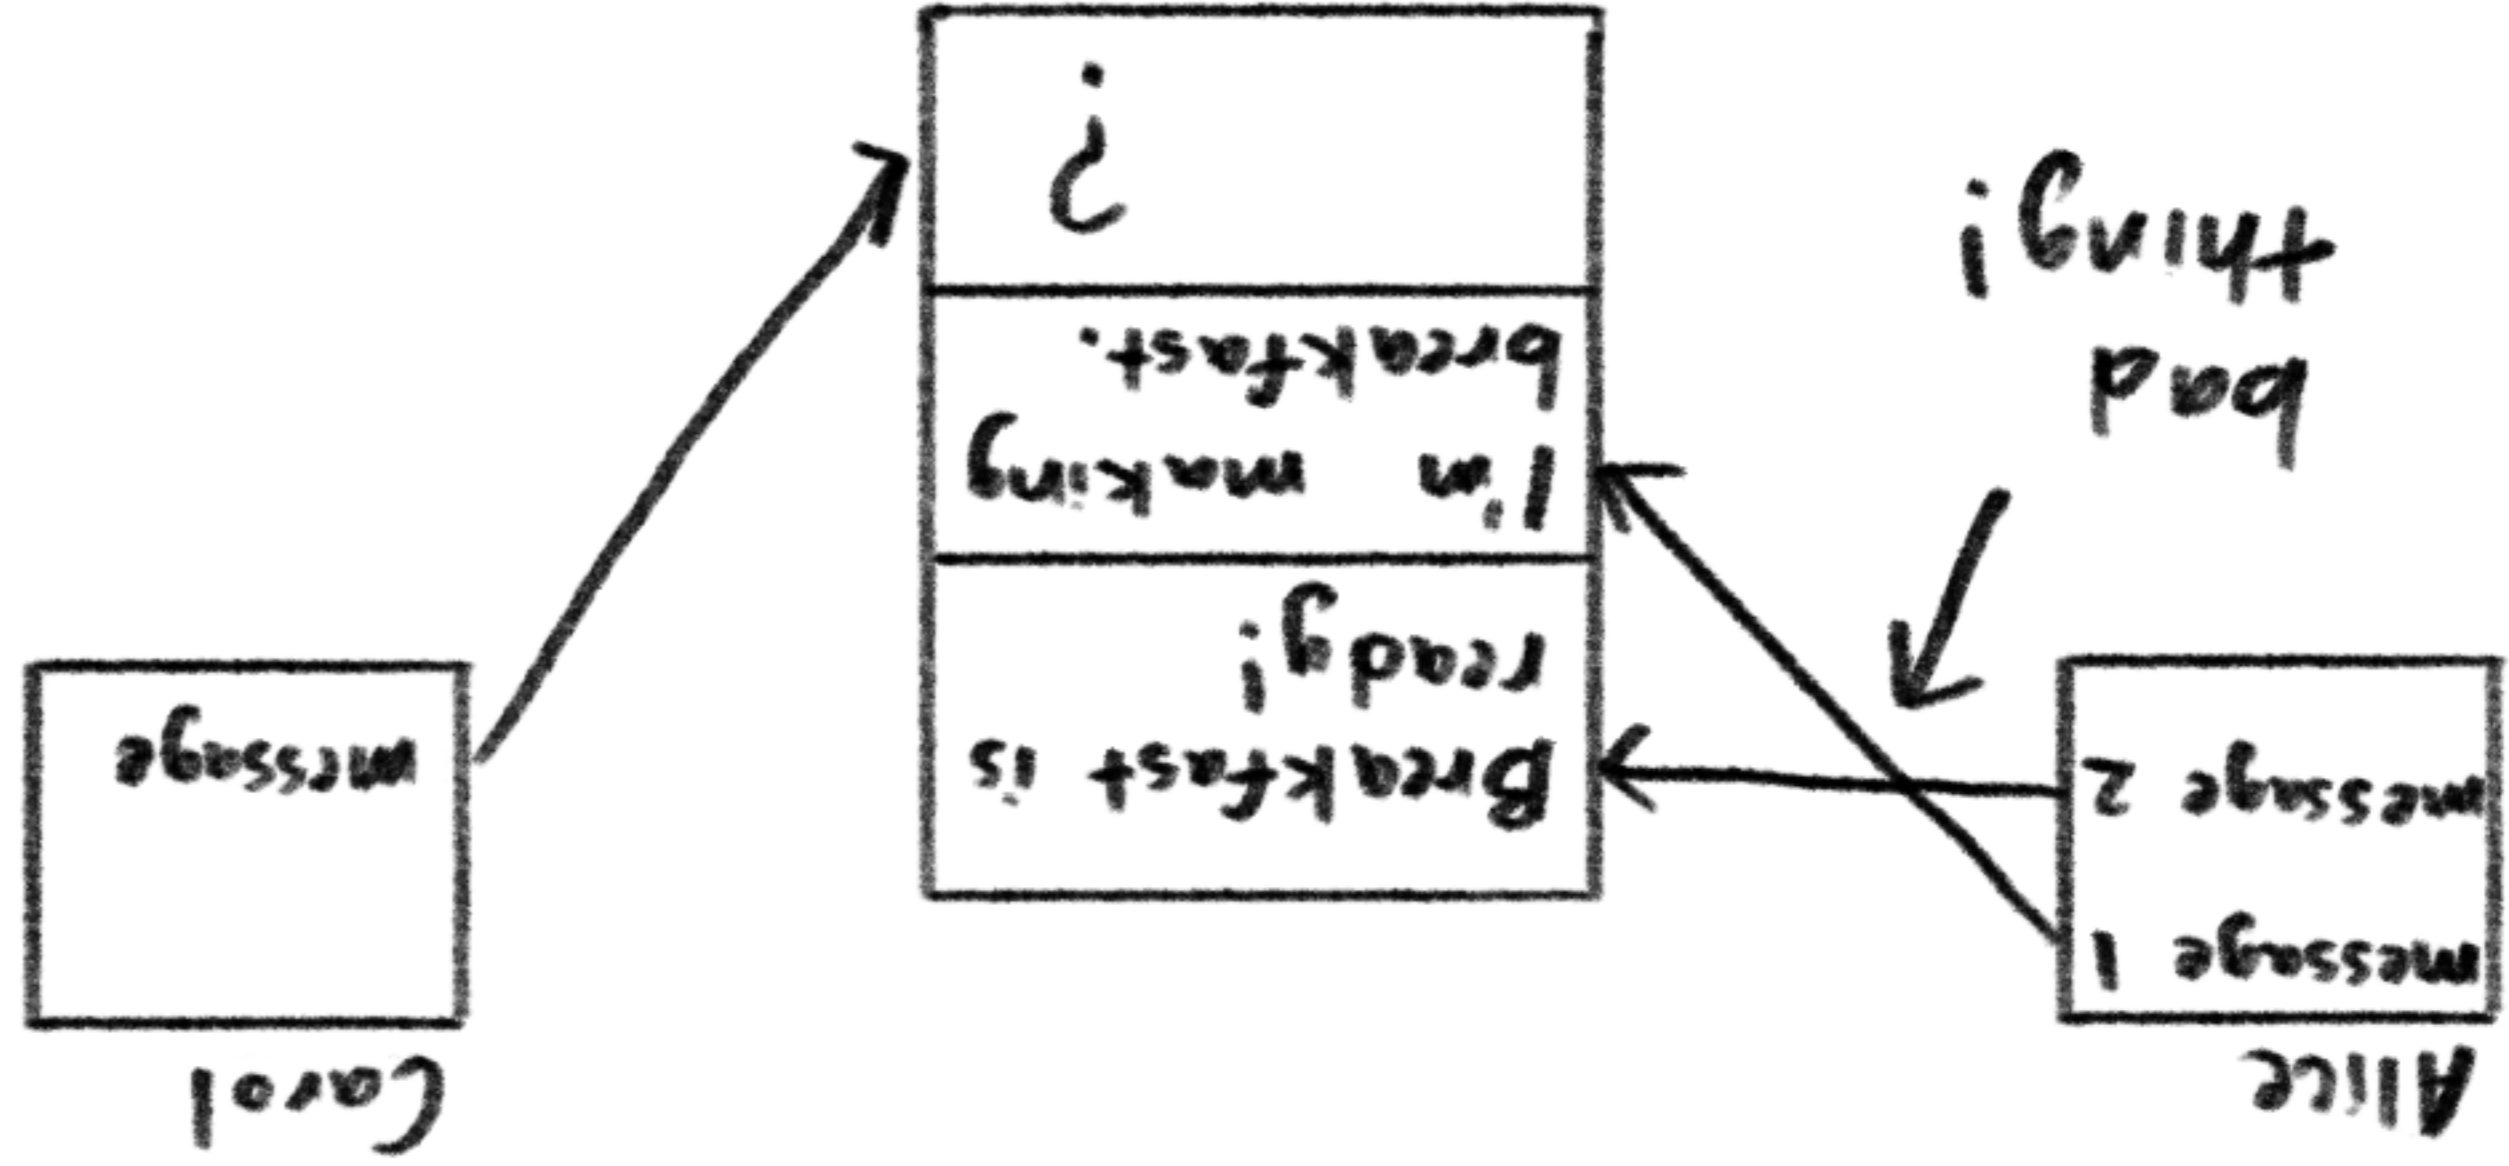 Alice
message 1
message 2
Breakfast is
ready!
I'm making
breakfast.
?
Carol
message
bad
thing!